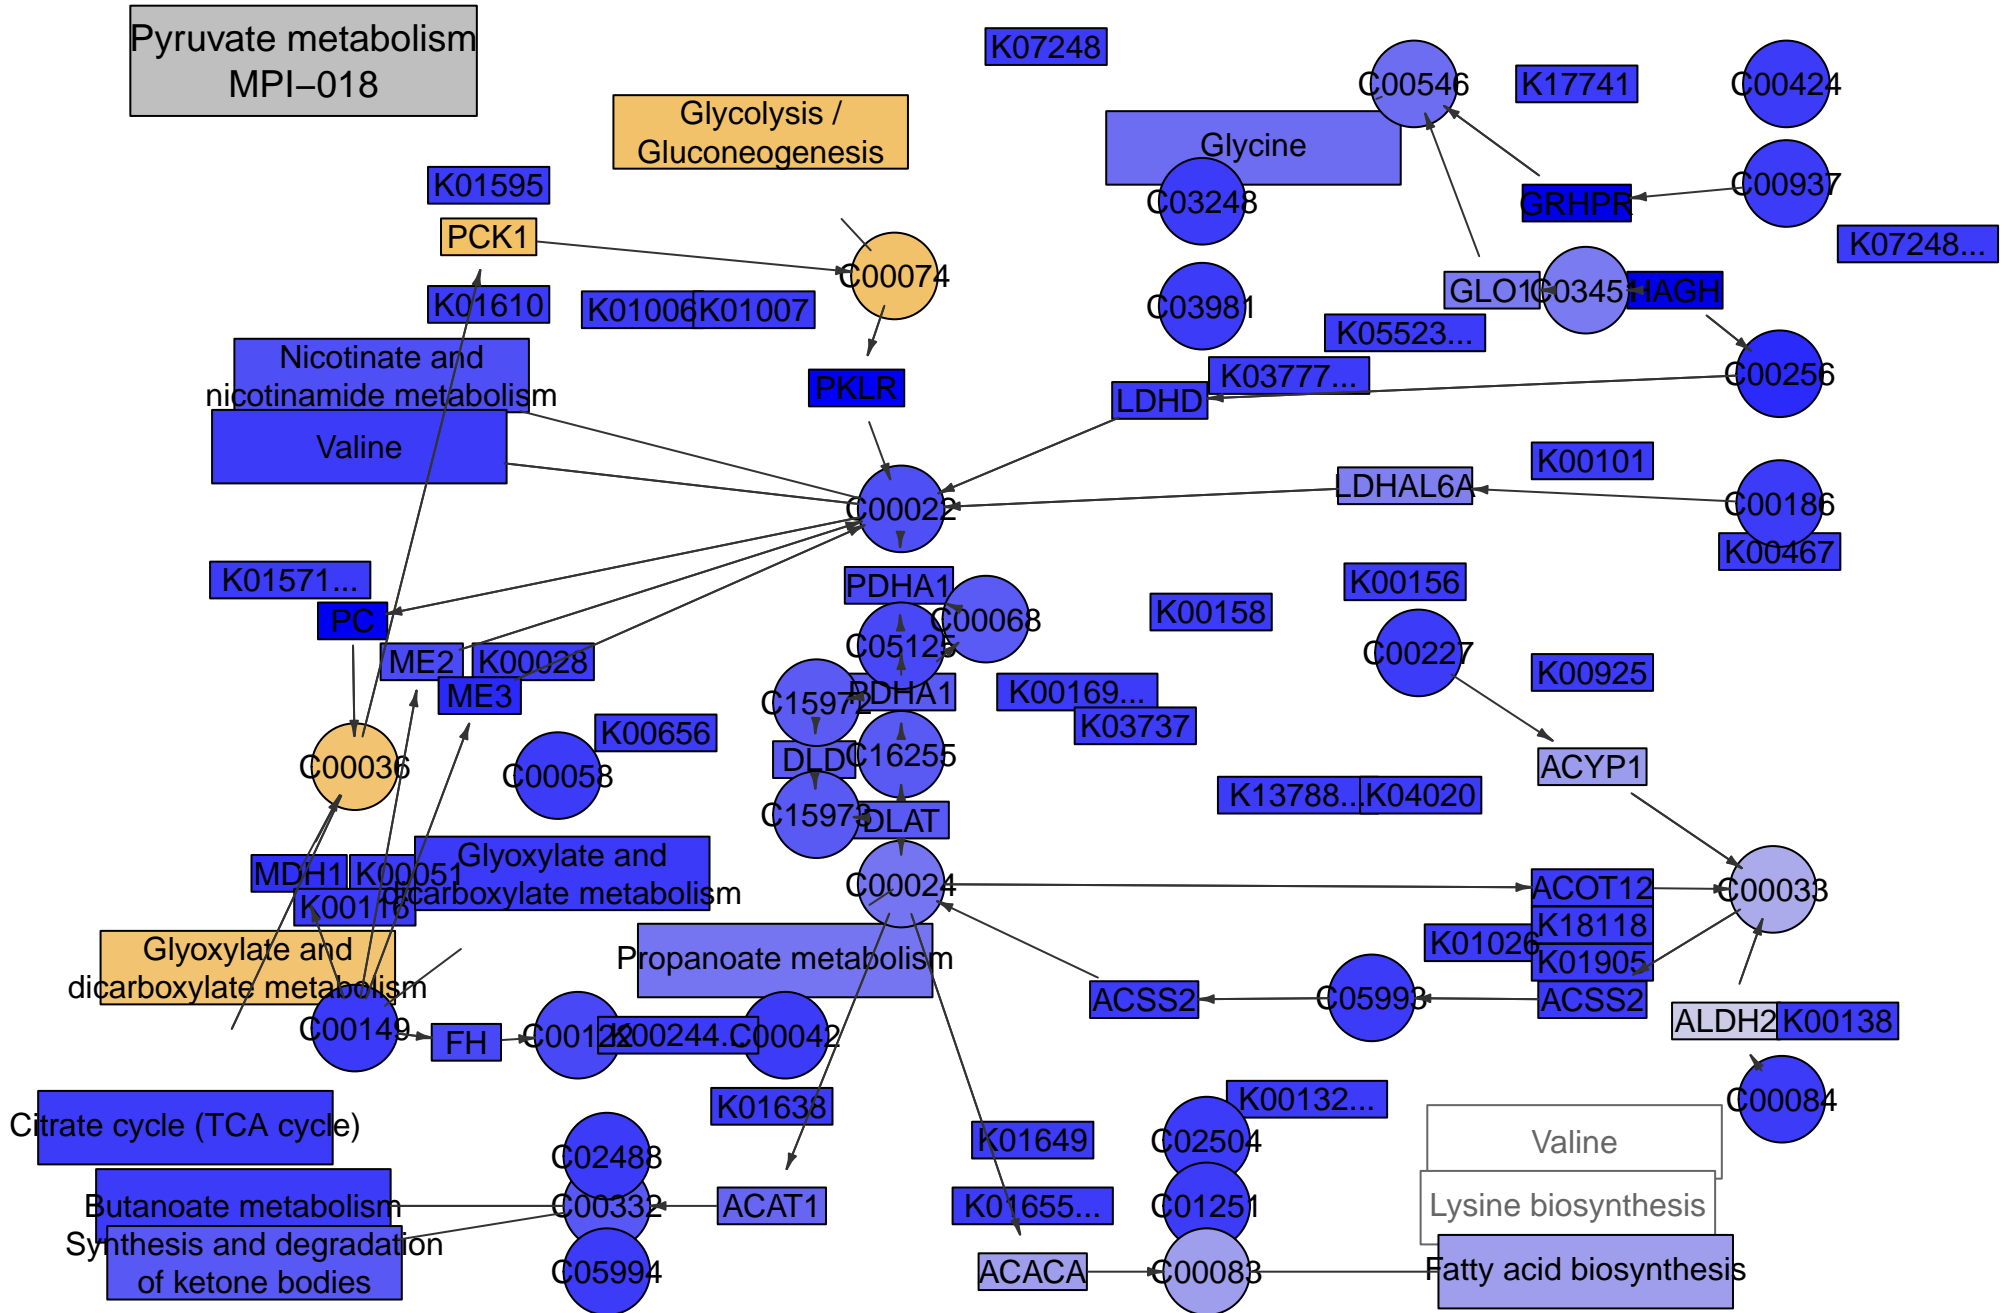 Pyruvate metabolism
MPI−018
K07248
C00546
K17741
C00424
Glycolysis /
Gluconeogenesis
Glycine
K01595
C03248
GRHPR
C00937
PCK1
K07248...
C00074
K01610
K01006
K01007
C03981
GLO1
C03451
HAGH
K05523...
Nicotinate and
nicotinamide metabolism
PKLR
K03777...
LDHD
C00256
Valine
K00101
LDHAL6A
C00022
C00186
K00467
K01571...
PDHA1
K00156
PC
C00068
K00158
C05125
C00227
ME2
K00028
ME3
PDHA1
K00169...
K00925
C15972
K03737
K00656
DLD
C16255
C00036
C00058
ACYP1
K13788...
K04020
C15973
DLAT
MDH1
K00051
Glyoxylate and
dicarboxylate metabolism
K00116
C00024
ACOT12
C00033
K18118
K01026
K01905
Glyoxylate and
dicarboxylate metabolism
Propanoate metabolism
ACSS2
C05993
ACSS2
ALDH2
K00138
C00149
FH
C00122
K00244...
C00042
K01638
K00132...
C00084
Citrate cycle (TCA cycle)
C02488
K01649
C02504
Valine
Butanoate metabolism
C00332
ACAT1
K01655...
C01251
Lysine biosynthesis
Synthesis and degradation
of ketone bodies
C05994
ACACA
C00083
Fatty acid biosynthesis